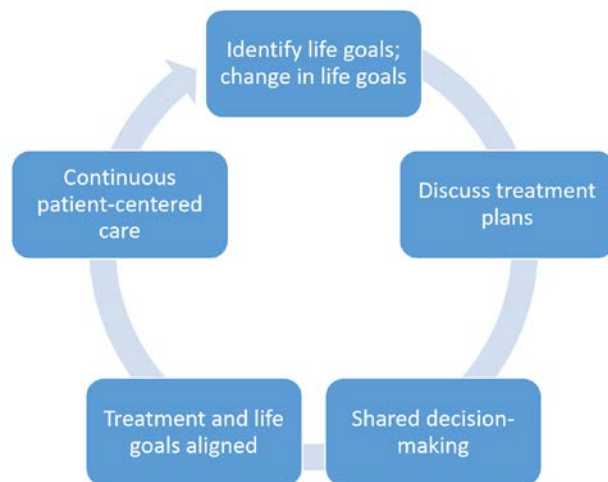 Identify life goals;
change in life goals
Discuss treatment
plans
Shared decision-
making
Treatment and life
goals aligned
Continuous
patient-centered
care